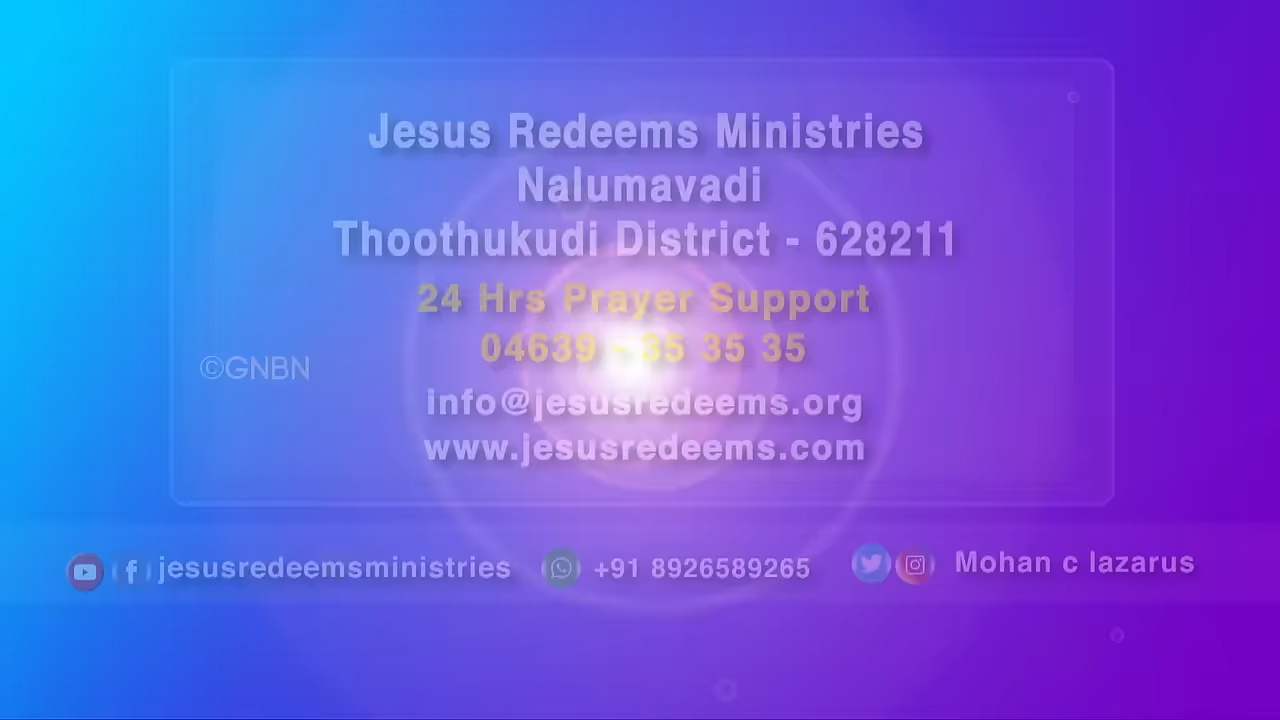 Jesus Redeems Ministries
Nalumavadi
Thoothukudi District - 628211
24 Hrs Prayer Support
04639 - 35 35 35
©GNBN
info@jesusredeems.org
www.jesusredeems.com
jesusredeemsministries
+91 8926589265
Mohan c lazarus